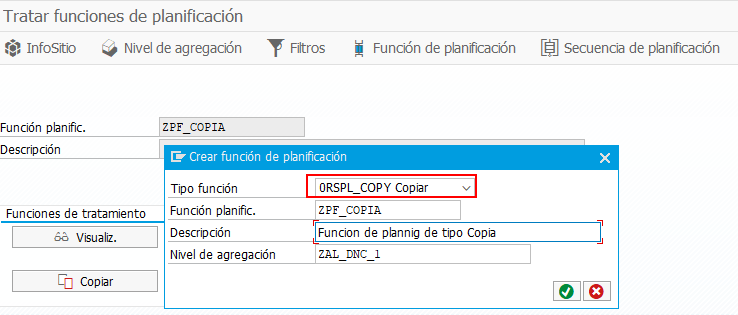 Tratar funciones de planificación
InfoSitio Nivel de agregación Filtros Función de planificación Secuencia de planificación
Función planific. ZPF_COPIA
Descripción
Crear función de planificación
Tipo función 0RSPL_COPY Copiar
Función planific. ZPF_COPIA
Descripción Funcion de plannig de tipo Copia
Nivel de agregación ZAL_DNC_1
Funciones de tratamiento
Visualiz.
Copiar